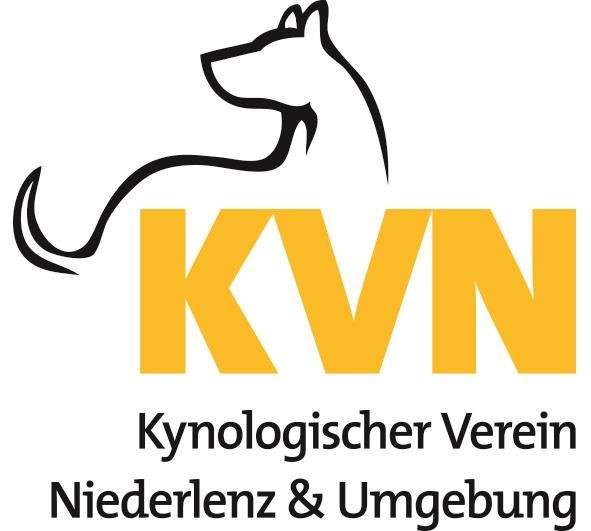 KVN
Kynologischer Verein
Niederlenz & Umgebung